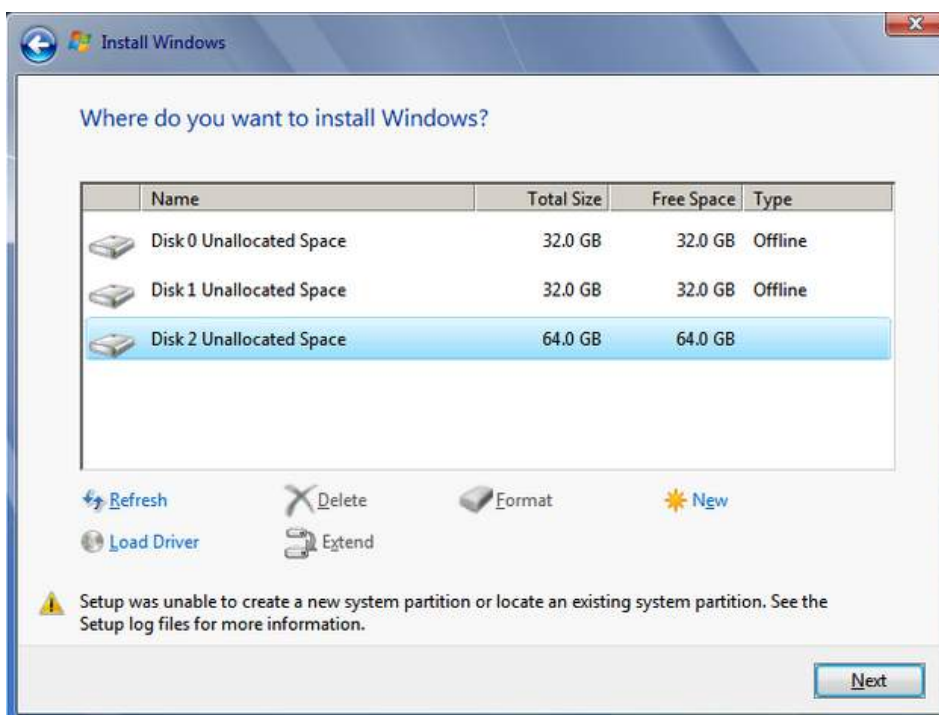 Install Windows
Where do you want to install Windows?
Name Total Size Free Space Type
Disk 0 Unallocated Space 32.0 GB 32.0 GB Offline
Disk 1 Unallocated Space 32.0 GB 32.0 GB Offline
Disk 2 Unallocated Space 64.0 GB 64.0 GB
Refresh Delete Format New
Load Driver Extend
Setup was unable to create a new system partition or locate an existing system partition. See the
Setup log files for more information.
Next